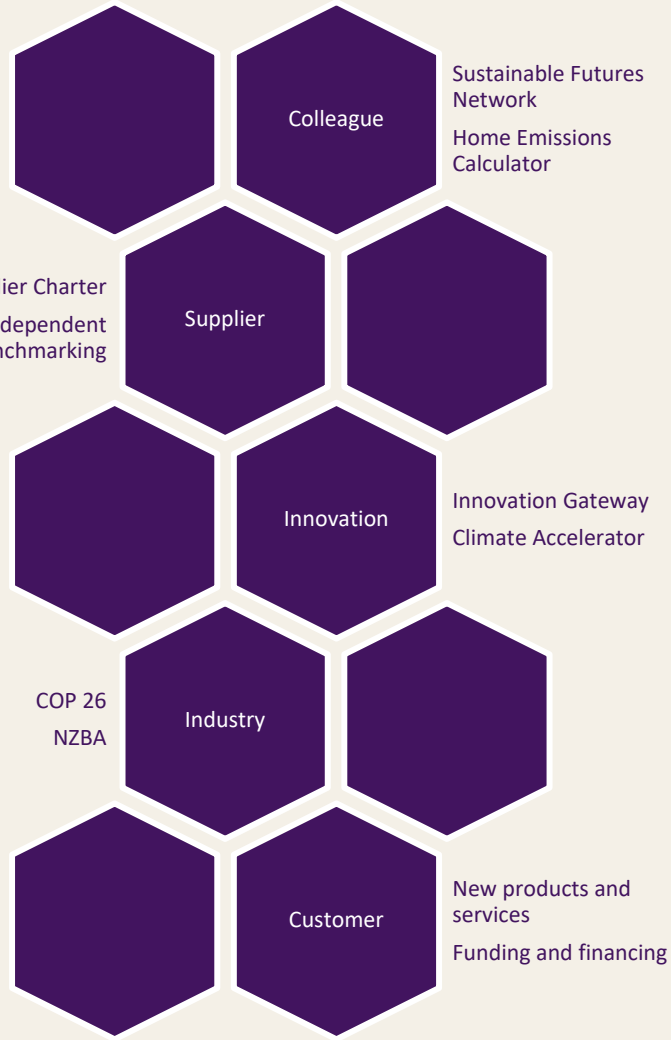 Colleague
Sustainable Futures
Network
Home Emissions
Calculator
Charter
Supplier
Innovation
Innovation Gateway
Climate Accelerator
COP 26
NZBA
Industry
Customer
New products and
services
Funding and financing